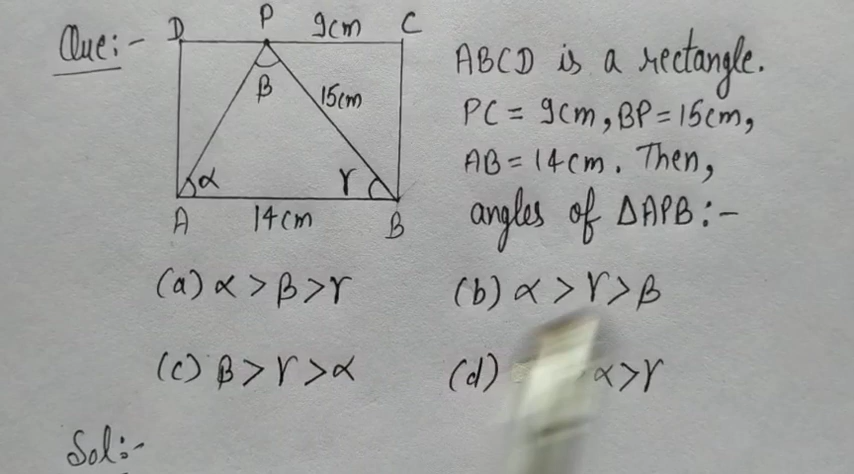 Que:-
D P 9cm C
β 15cm
α γ
A 14cm B
ABCD is a rectangle.
PC = 9cm, BP = 15cm,
AB = 14cm. Then,
angles of ΔAPB :-
(a) α > β > γ
(b) α > γ > β
(c) β > γ > α
(d) α > γ
Sol:-